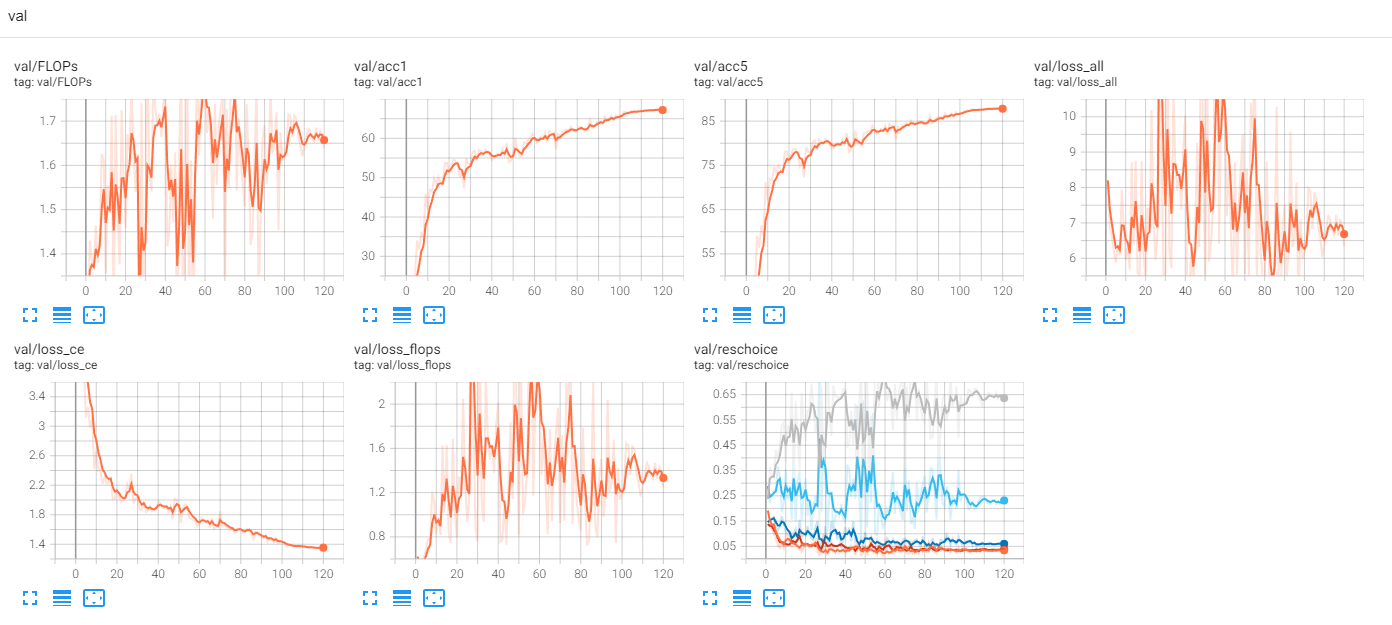 val
val/FLOPs
tag: val/FLOPs
1.7
1.6
1.5
1.4
0 20 40 60 80 100 120
val/acc1
tag: val/acc1
60
50
40
30
0 20 40 60 80 100 120
val/acc5
tag: val/acc5
85
75
65
55
0 20 40 60 80 100 120
val/loss_all
tag: val/loss_all
10
9
8
7
6
0 20 40 60 80 100 120
val/loss_ce
tag: val/loss_ce
3.4
3
2.6
2.2
1.8
1.4
0 20 40 60 80 100 120
val/loss_flops
tag: val/loss_flops
2
1.6
1.2
0.8
0 20 40 60 80 100 120
val/reschoice
tag: val/reschoice
0.65
0.55
0.45
0.35
0.25
0.15
0.05
0 20 40 60 80 100 120